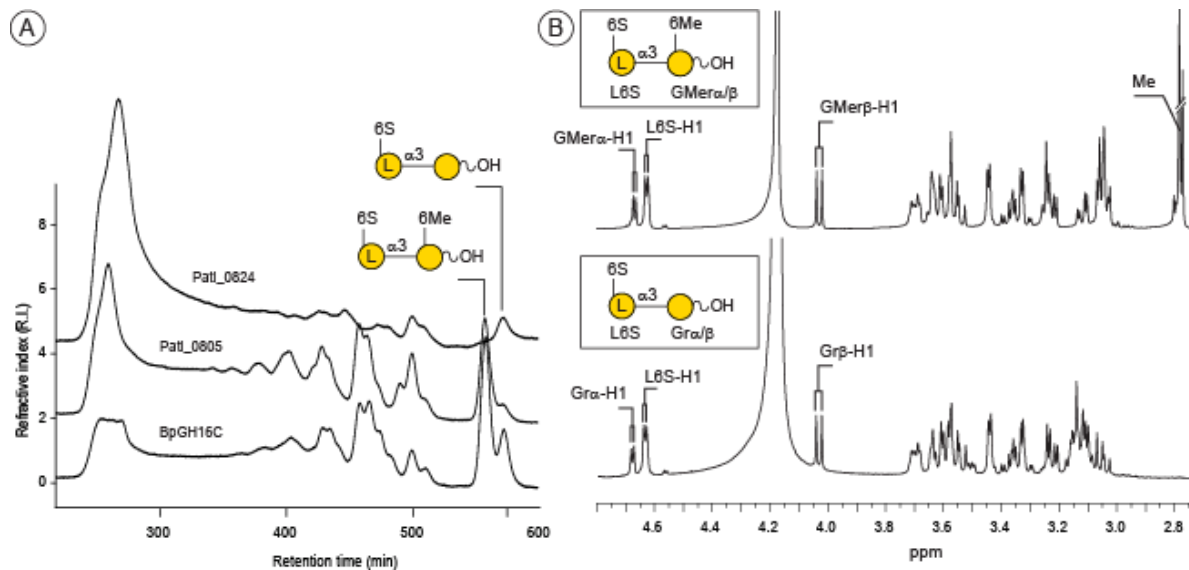 A
6S
α3
L
OH
6S
6Me
α3
L
OH
Patl_0824
Patl_0805
BpGH16C
8
6
4
2
0
Refractive index (R.I.)
300
400
500
600
Retention time (min)
B
6S
6Me
α3
L
OH
L6S
GMerα/β
GMerα-H1
L6S-H1
GMerβ-H1
Me
6S
α3
L
OH
L6S
Grα/β
Grα-H1
L6S-H1
Grβ-H1
4.6
4.4
4.2
4.0
3.8
3.6
3.4
3.2
3.0
2.8
ppm